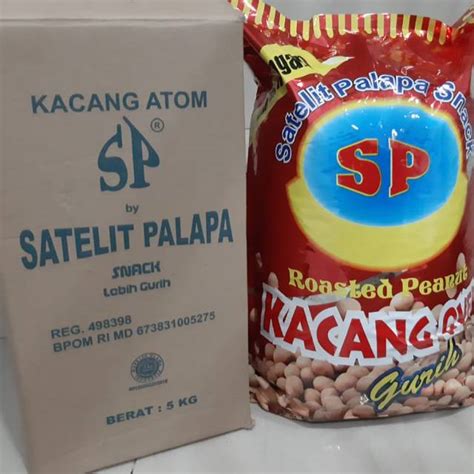 KACANG ATOM
SP®
by
SATELIT PALAPA
SNACK
Lebih Gurih
REG. 498398
BPOM RI MD 673831005275
BERAT : 5 KG
Satelit Palapa Snack
SP
Roasted Peanut
KACANG
Gurih